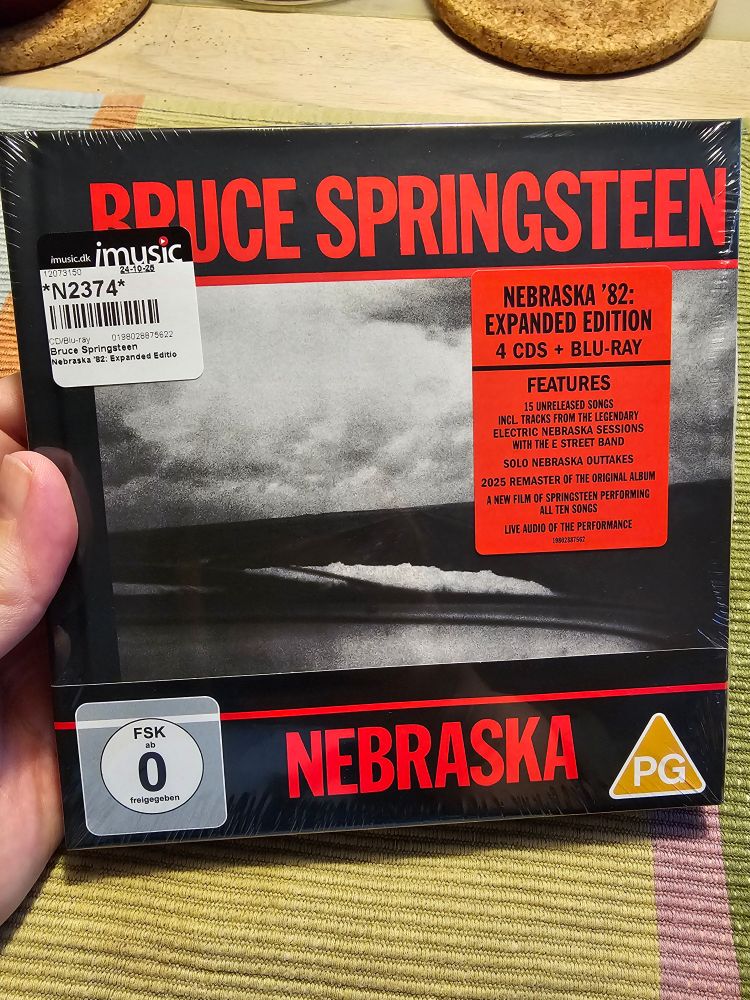 BRUCE SPRINGSTEEN
imusic.dk imusic
12073150 24-10-25
*N2374*
CD/Blu-ray 0198028875622
Bruce Springsteen
Nebraska '82: Expanded Editio
NEBRASKA '82:
EXPANDED EDITION
4 CDS + BLU-RAY
FEATURES
15 UNRELEASED SONGS
INCL. TRACKS FROM THE LEGENDARY
ELECTRIC NEBRASKA SESSIONS
WITH THE E STREET BAND
SOLO NEBRASKA OUTTAKES
2025 REMASTER OF THE ORIGINAL ALBUM
A NEW FILM OF SPRINGSTEEN PERFORMING
ALL TEN SONGS
LIVE AUDIO OF THE PERFORMANCE
19802887562
FSK
ab
0
freigegeben
NEBRASKA
PG